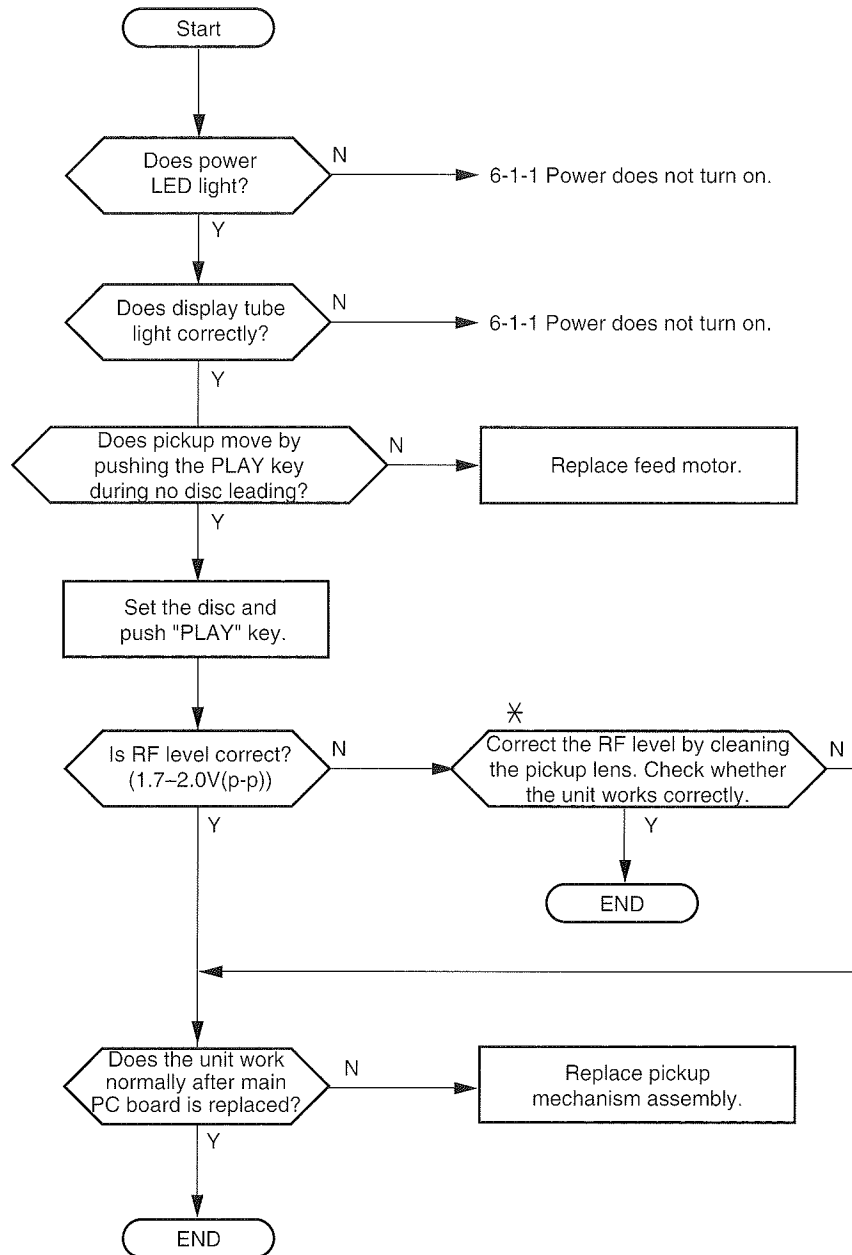 Start
Does power
LED light?
N
6-1-1 Power does not turn on.
Y
Does display tube
light correctly?
N
6-1-1 Power does not turn on.
Y
Does pickup move by
pushing the PLAY key
during no disc leading?
N
Replace feed motor.
Y
Set the disc and
push "PLAY" key.
Is RF level correct?
(1.7–2.0V(p-p))
N
*
Correct the RF level by cleaning
the pickup lens. Check whether
the unit works correctly.
N
Y
Y
END
Does the unit work
normally after main
PC board is replaced?
N
Replace pickup
mechanism assembly.
Y
END